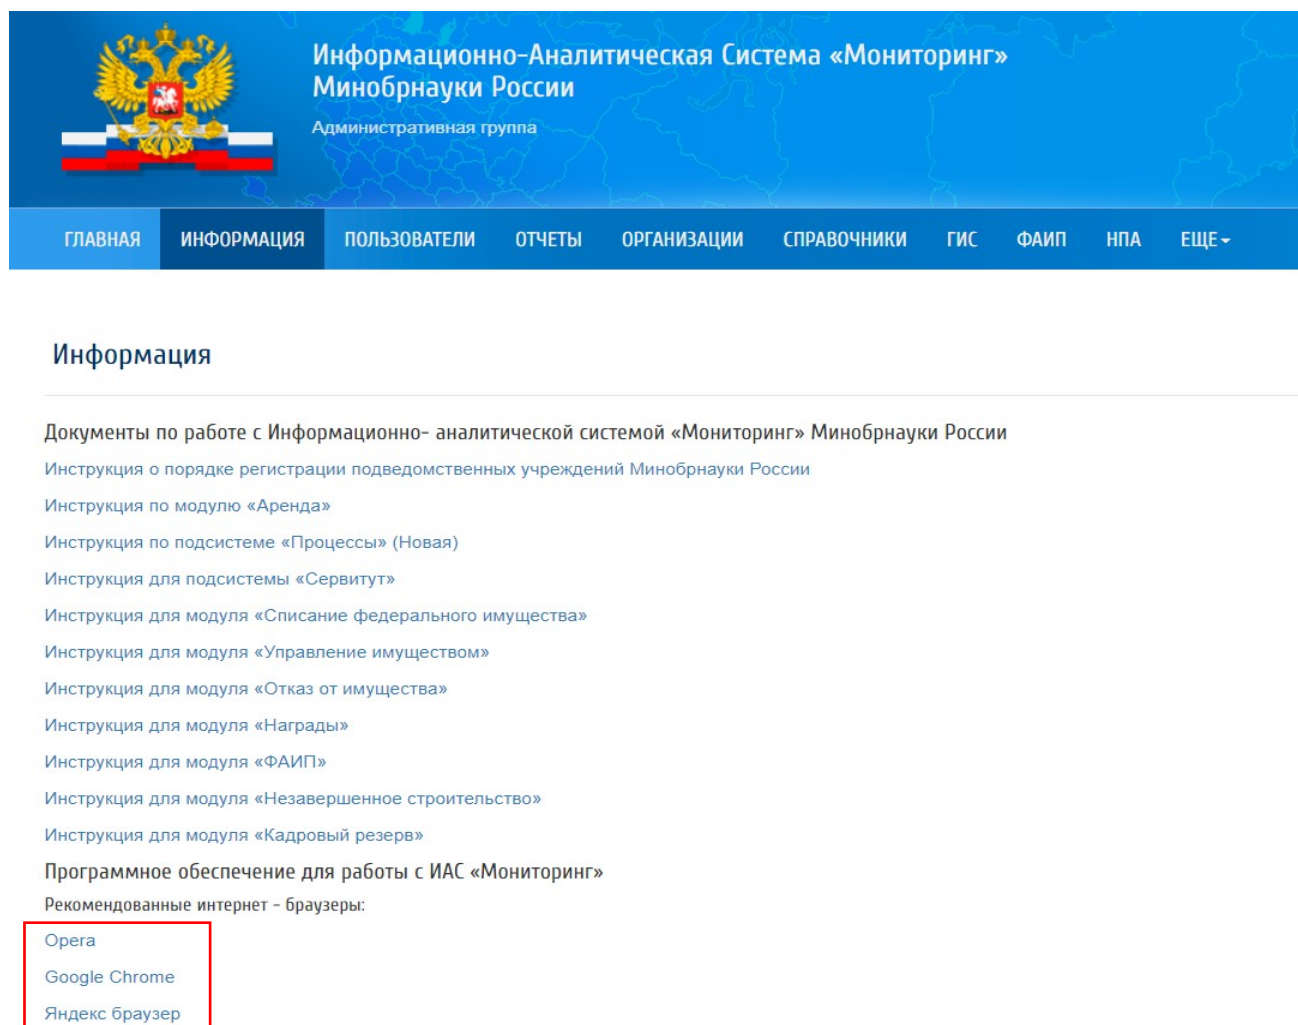 Информационно-Аналитическая Система «Мониторинг»
Минобрнауки России
Административная группа
ГЛАВНАЯ ИНФОРМАЦИЯ ПОЛЬЗОВАТЕЛИ ОТЧЕТЫ ОРГАНИЗАЦИИ СПРАВОЧНИКИ ГИС ФАИП НПА ЕЩЕ
Информация
Документы по работе с Информационно- аналитической системой «Мониторинг» Минобрнауки России
Инструкция о порядке регистрации подведомственных учреждений Минобрнауки России
Инструкция по модулю «Аренда»
Инструкция по подсистеме «Процессы» (Новая)
Инструкция для подсистемы «Сервитут»
Инструкция для модуля «Списание федерального имущества»
Инструкция для модуля «Управление имуществом»
Инструкция для модуля «Отказ от имущества»
Инструкция для модуля «Награды»
Инструкция для модуля «ФАИП»
Инструкция для модуля «Незавершенное строительство»
Инструкция для модуля «Кадровый резерв»
Программное обеспечение для работы с ИАС «Мониторинг»
Рекомендованные интернет - браузеры:
Opera
Google Chrome
Яндекс браузер